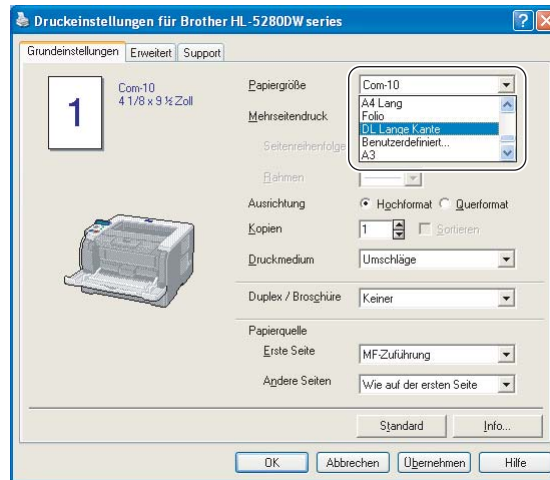 Druckeinstellungen für Brother HL-5280DW series
Grundeinstellungen Erweitert Support
1
Com-10
4 1/8 x 9 ½ Zoll
Papiergröße Com-10
A4 Lang
Folio
DL Lange Kante
Benutzerdefiniert...
A3
Mehrseitendruck
Seitenreihenfolge
Rahmen
Ausrichtung Hochformat Querformat
Kopien 1 Sortieren
Druckmedium Umschläge
Duplex / Broschüre Keiner
Papierquelle
Erste Seite MF-Zuführung
Andere Seiten Wie auf der ersten Seite
Standard Info...
OK Abbrechen Übernehmen Hilfe